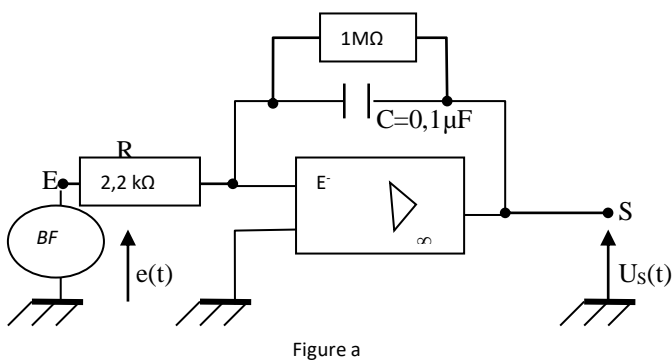 1MΩ
C=0,1µF
R
E
2,2 kΩ
E-
∞
S
BF
e(t)
US(t)
Figure a